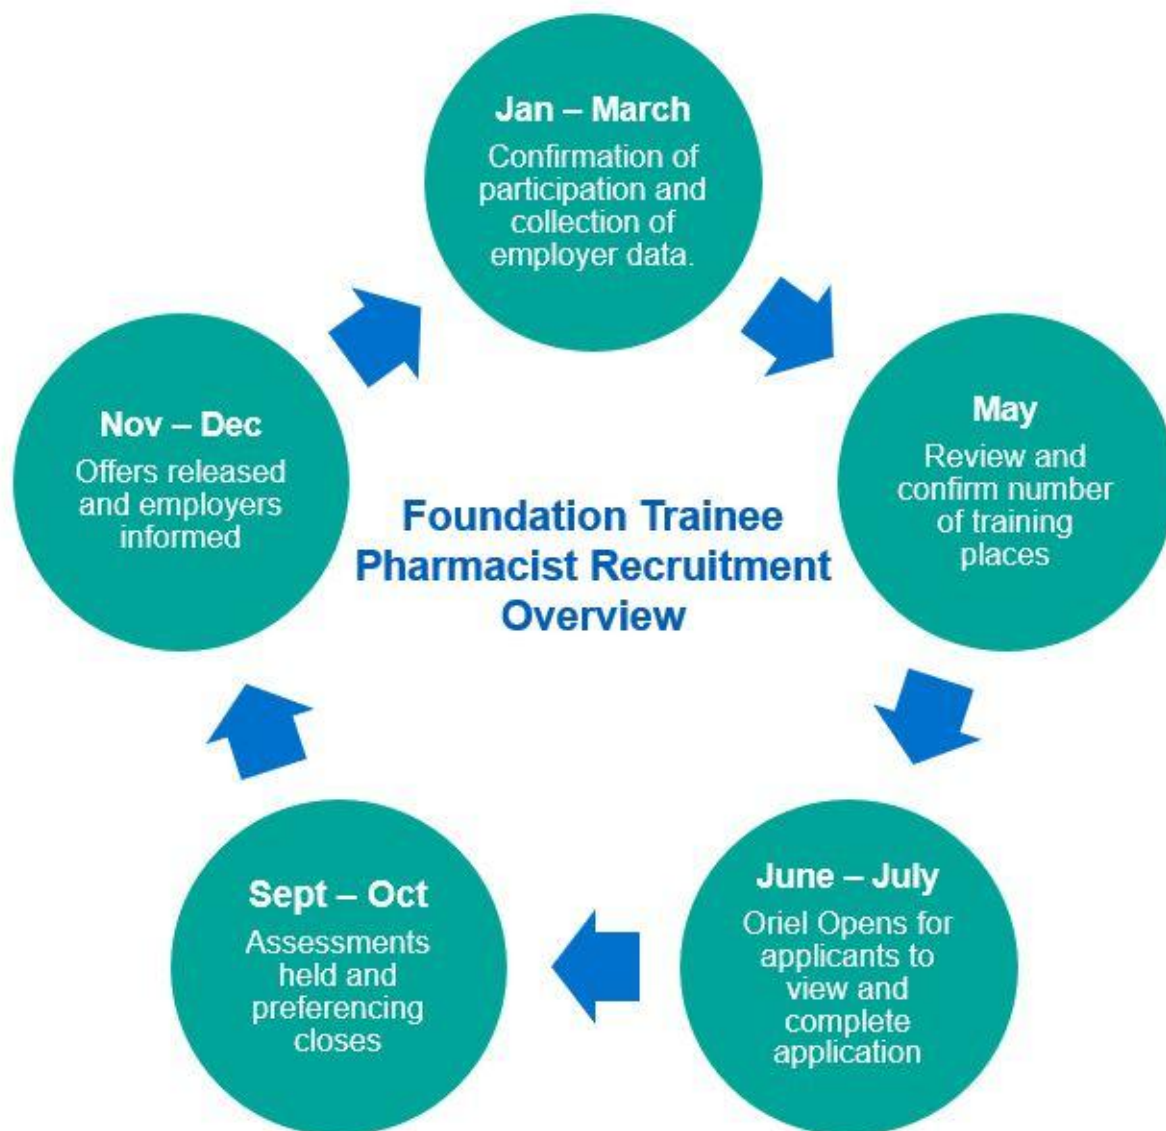 Jan – March
Confirmation of
participation and
collection of
employer data.
May
Review and
confirm number
of training
places
June – July
Oriel Opens for
applicants to
view and
complete
application
Sept – Oct
Assessments
held and
preferencing
closes
Nov – Dec
Offers released
and employers
informed
Foundation Trainee
Pharmacist Recruitment
Overview